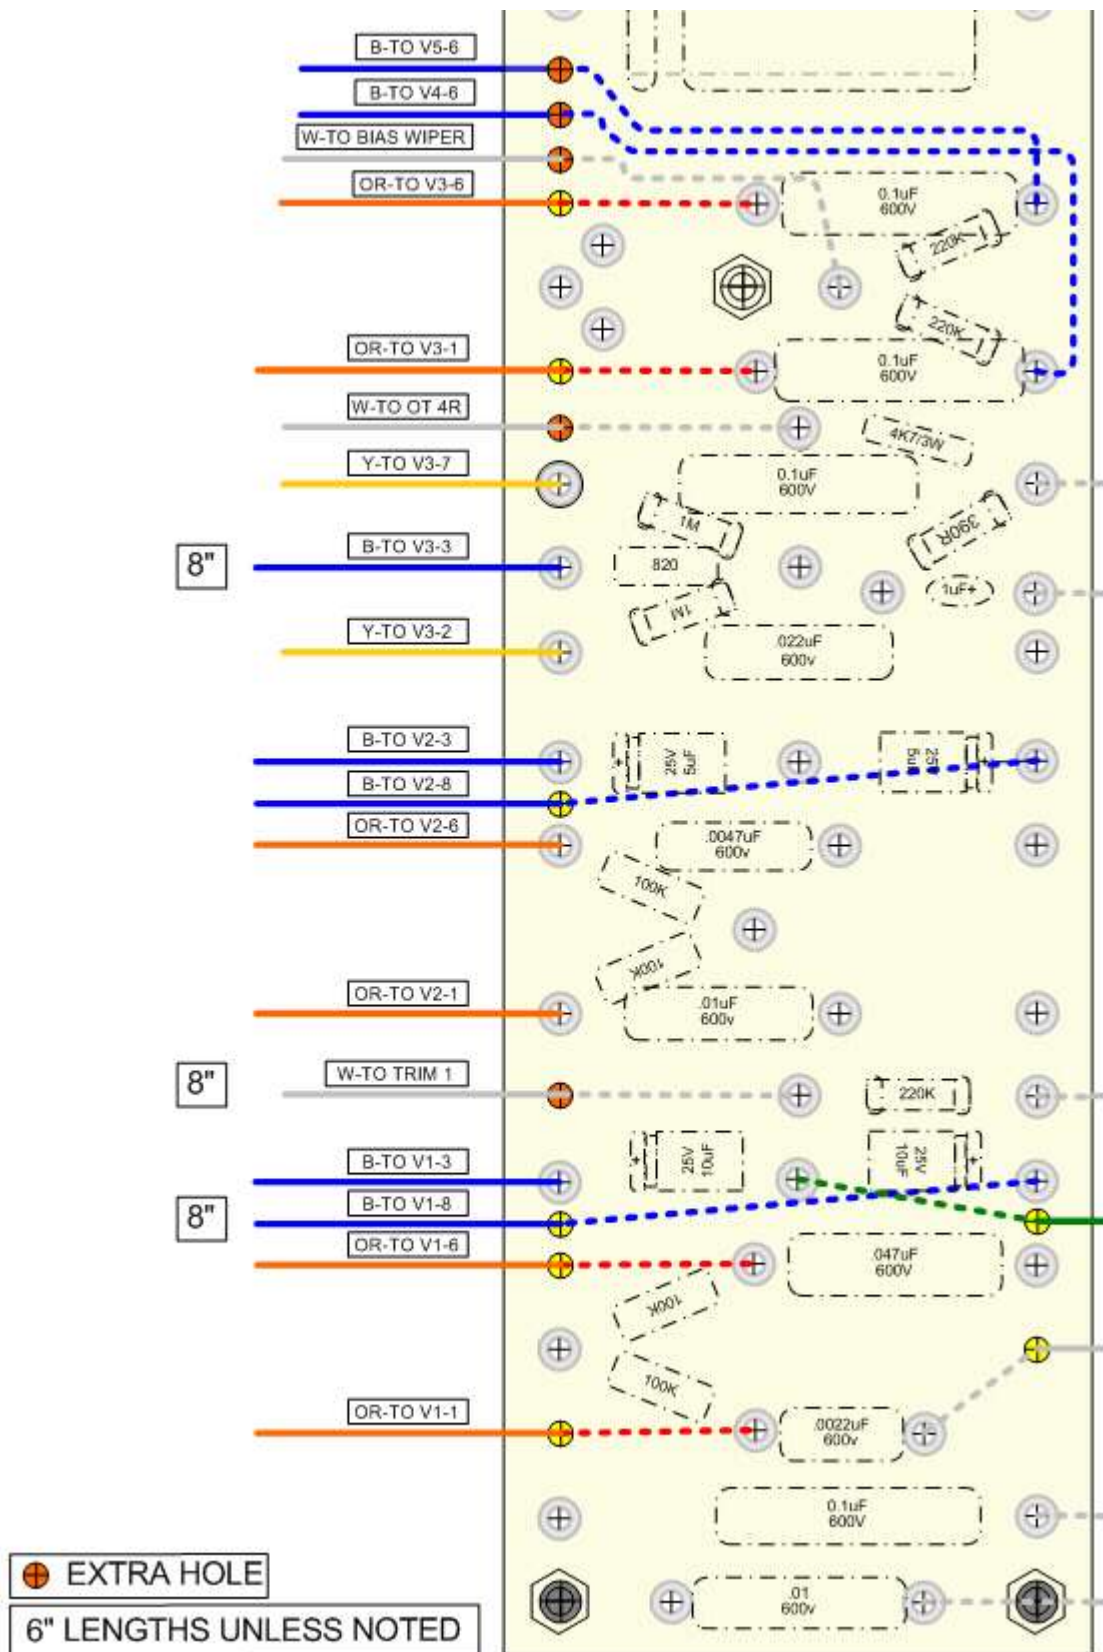 B-TO V5-6
B-TO V4-6
W-TO BIAS WIPER
OR-TO V3-6
0.1uF
600V
220K
220K
OR-TO V3-1
0.1uF
600V
W-TO OT 4R
4K7/3W
Y-TO V3-7
0.1uF
600V
1M
390R
8"
B-TO V3-3
820
1uF+
1M
Y-TO V3-2
.022uF
600v
B-TO V2-3
+
25V
5uF
25V
5uF
+
B-TO V2-8
OR-TO V2-6
.0047uF
600v
100K
100K
OR-TO V2-1
.01uF
600v
8"
W-TO TRIM 1
220K
B-TO V1-3
+
25V
10uF
25V
10uF
+
8"
B-TO V1-8
OR-TO V1-6
.047uF
600V
100K
100K
OR-TO V1-1
.0022uF
600v
0.1uF
600V
EXTRA HOLE
.01
600v
6" LENGTHS UNLESS NOTED